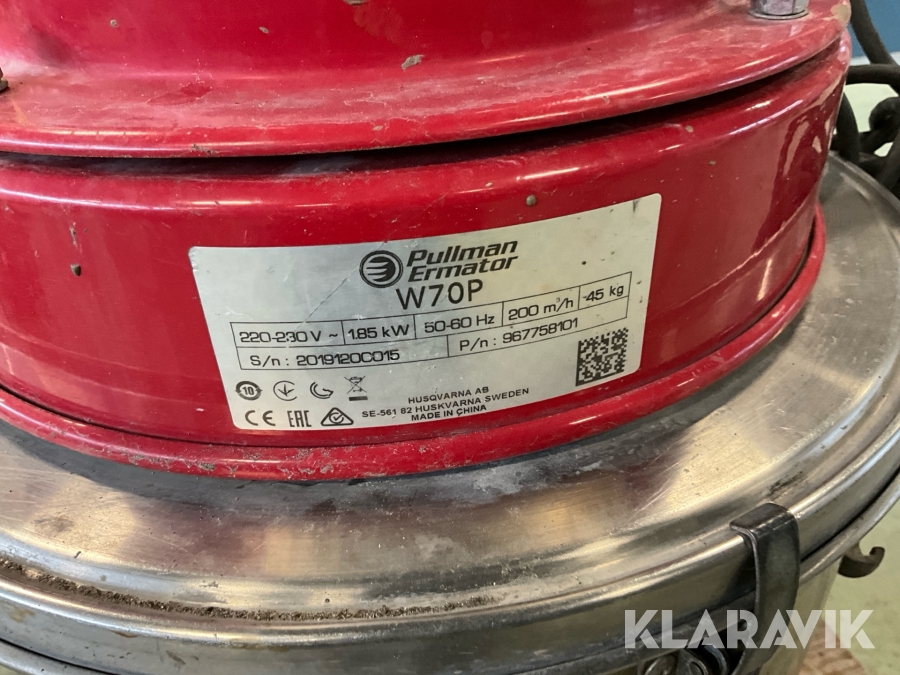 Pullman
Ermator
W70P
220-230 V ~ 1.85 kW 50-60 Hz 200 m³/h 45 kg
S/n : 2019120C015 P/n : 967758101
10
HUSQVARNA AB
SE-561 82 HUSKVARNA SWEDEN
MADE IN CHINA
CE EAC
KLARAVIK